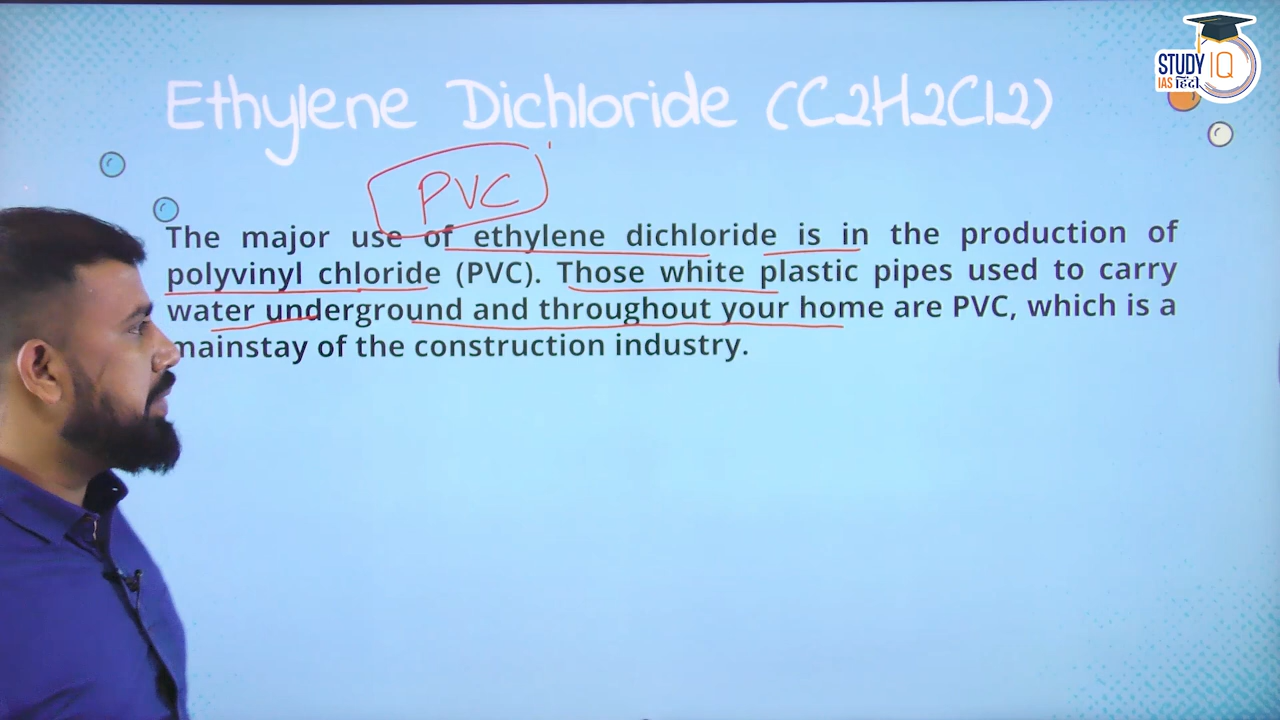 STUDY IQ
IAS हिंदी
Ethylene Dichloride (C2H2Cl2)
PVC
The major use of ethylene dichloride is in the production of
polyvinyl chloride (PVC). Those white plastic pipes used to carry
water underground and throughout your home are PVC, which is a
mainstay of the construction industry.